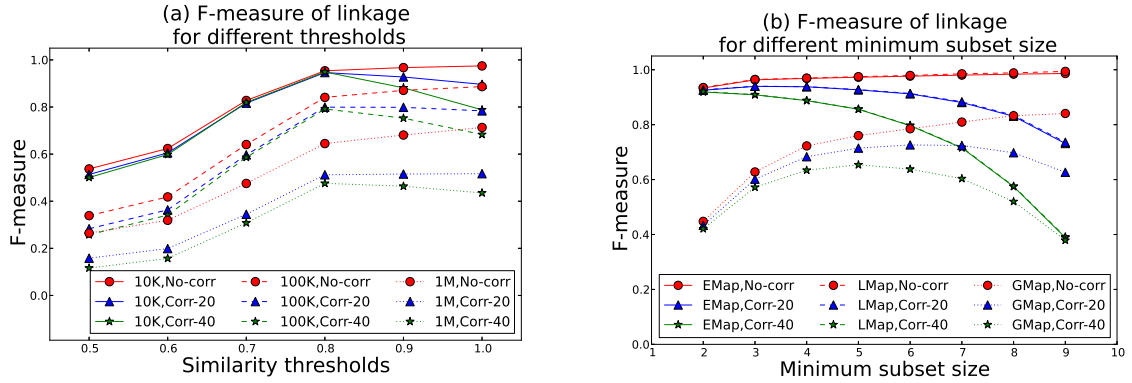 (a) F-measure of linkage
for different thresholds
F-measure
1.0
0.8
0.6
0.4
0.2
0.0
10K,No-corr
100K,No-corr
1M,No-corr
10K,Corr-20
100K,Corr-20
1M,Corr-20
10K,Corr-40
100K,Corr-40
1M,Corr-40
0.5 0.6 0.7 0.8 0.9 1.0
Similarity thresholds
(b) F-measure of linkage
for different minimum subset size
F-measure
1.0
0.8
0.6
0.4
0.2
0.0
EMap,No-corr
LMap,No-corr
GMap,No-corr
EMap,Corr-20
LMap,Corr-20
GMap,Corr-20
EMap,Corr-40
LMap,Corr-40
GMap,Corr-40
1 2 3 4 5 6 7 8 9 10
Minimum subset size